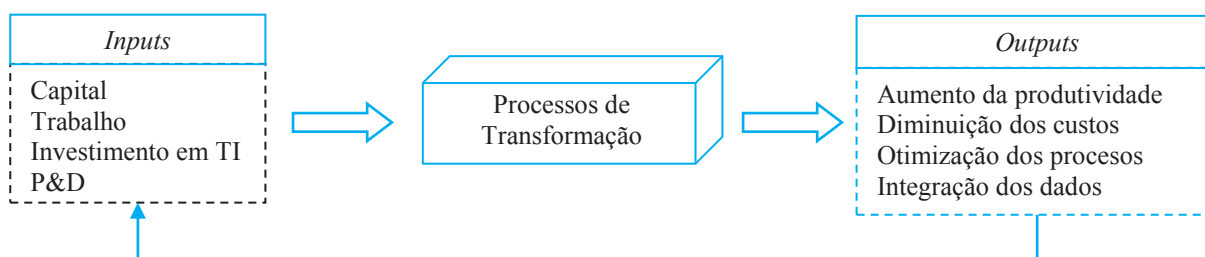 Inputs
Capital
Trabalho
Investimento em TI
P&D
Processos de
Transformação
Outputs
Aumento da produtividade
Diminuição dos custos
Otimização dos procesos
Integração dos dados